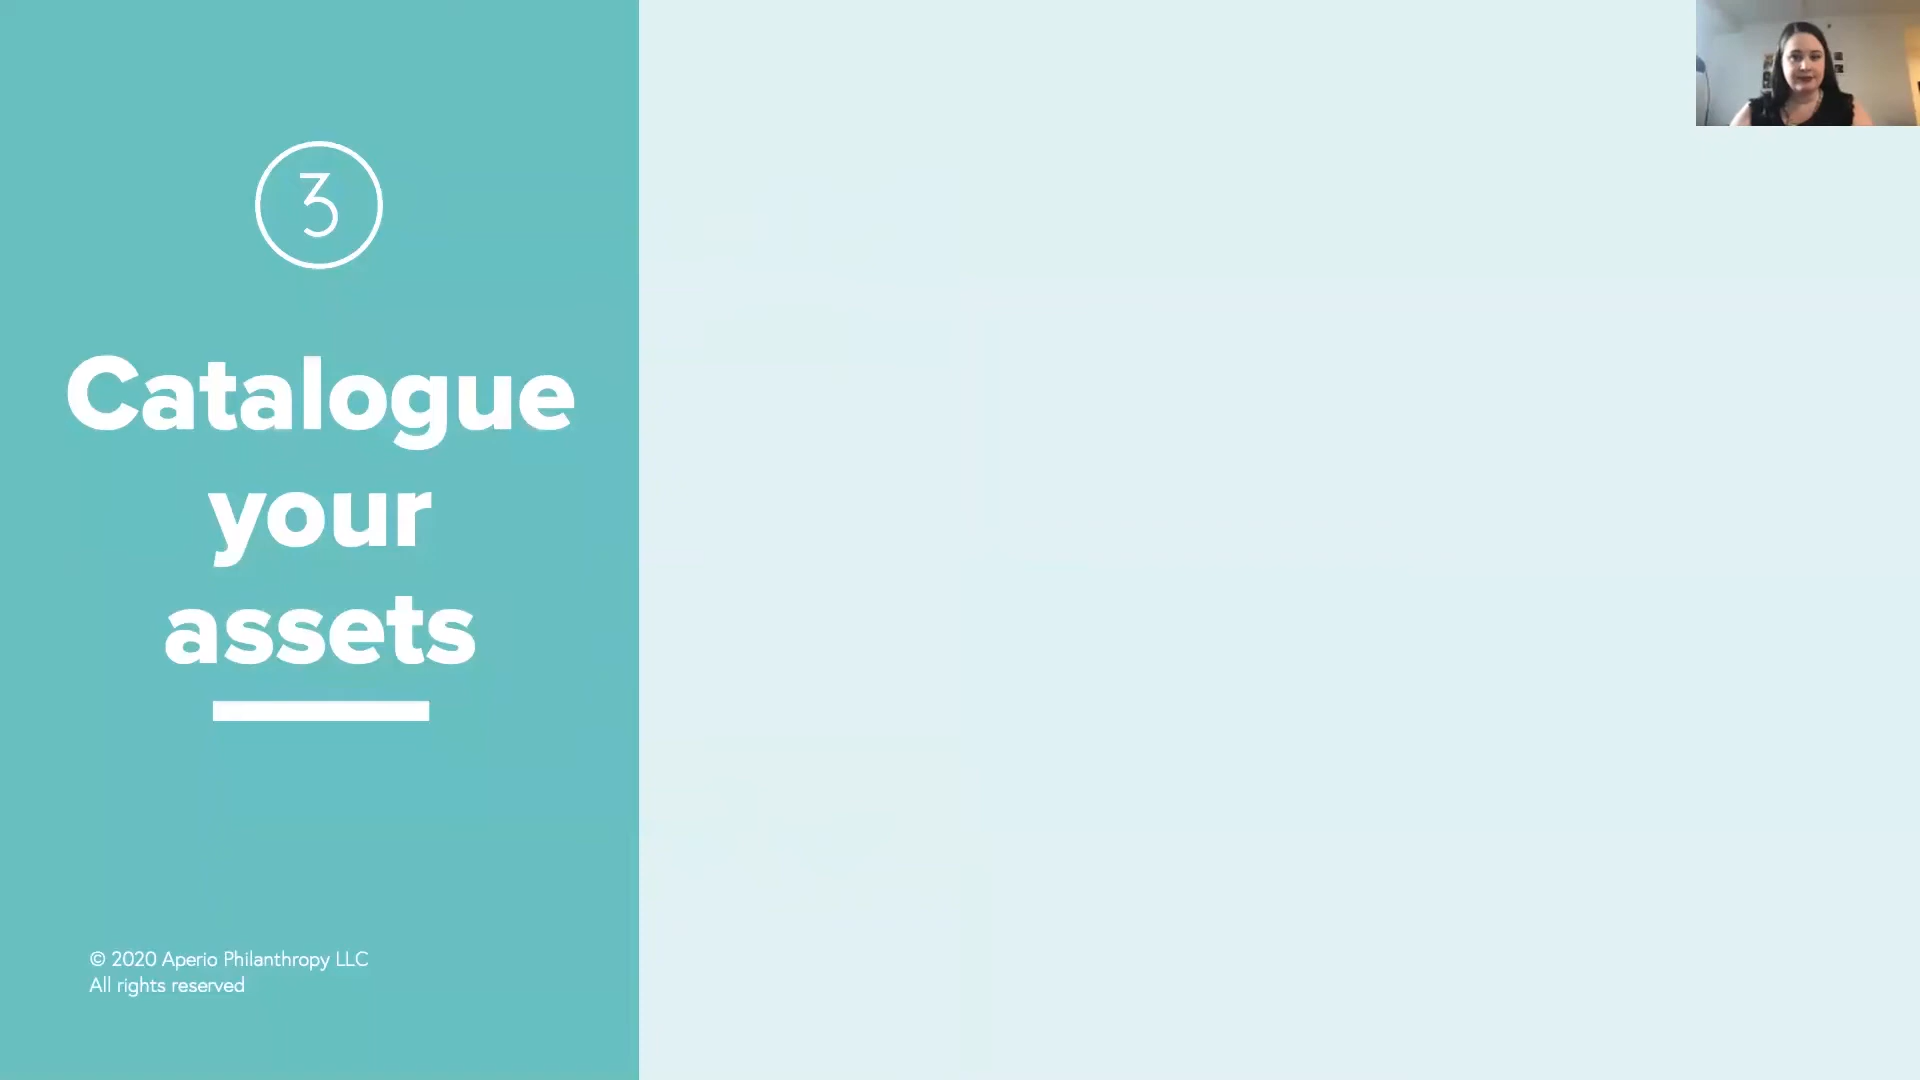 3
Catalogue
your
assets
© 2020 Aperio Philanthropy LLC
All rights reserved